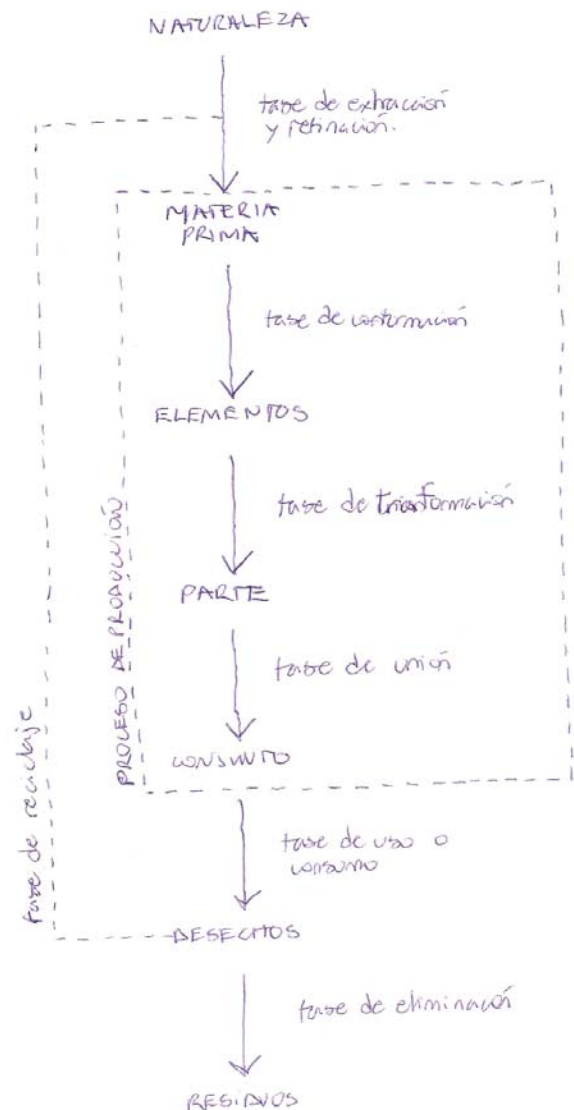 NATURALEZA
fase de extracción
y refinación.
MATERIA
PRIMA
fase de conformación
ELEMENTOS
fase de transformación
PARTE
fase de unión
CONJUNTO
fase de uso o
consumo
DESECHOS
fase de eliminación
RESIDUOS
PROCESO DE PRODUCCIÓN
fase de reciclaje